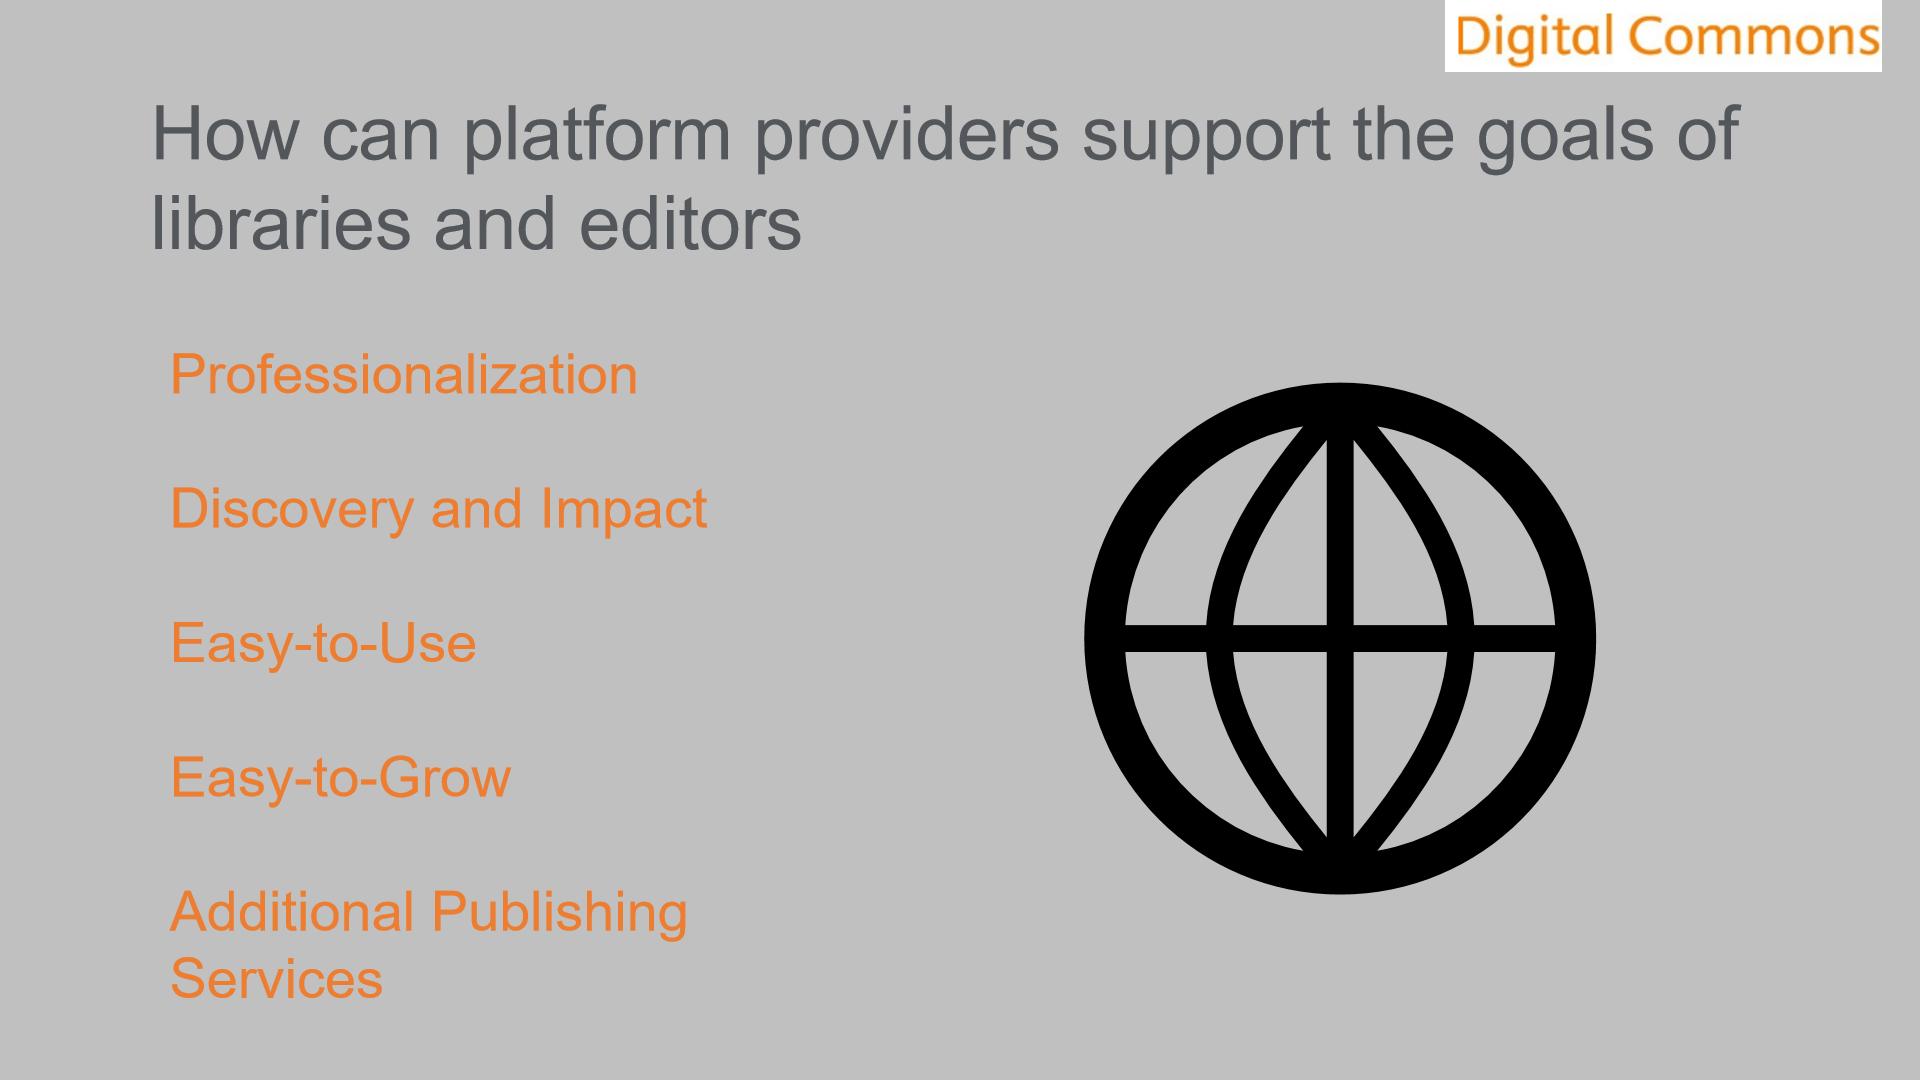 Digital Commons
How can platform providers support the goals of
libraries and editors
Professionalization
Discovery and Impact
Easy-to-Use
Easy-to-Grow
Additional Publishing
Services